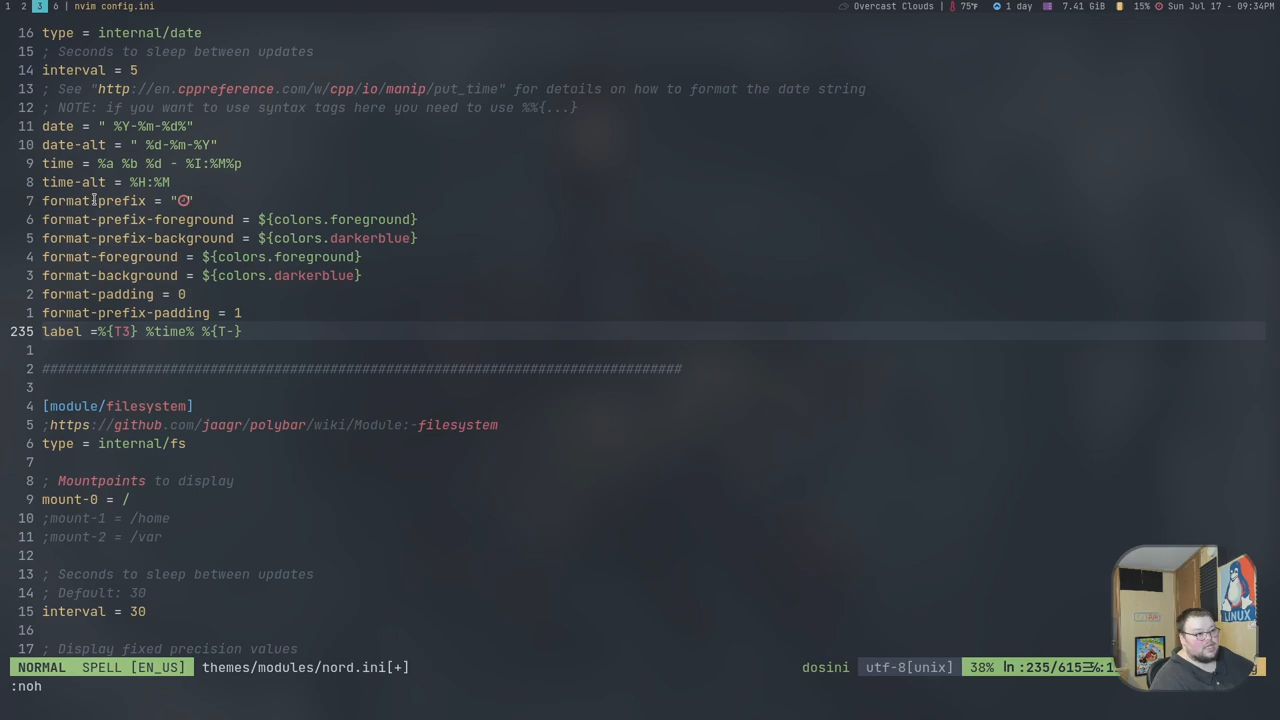 1 2 3 6 | nvim config.ini
Overcast Clouds | 75°F 1 day 7.41 GiB 15% Sun Jul 17 - 09:34PM
16 type = internal/date
15 ; Seconds to sleep between updates
14 interval = 5
13 ; See "http://en.cppreference.com/w/cpp/io/manip/put_time" for details on how to format the date string
12 ; NOTE: if you want to use syntax tags here you need to use %%{...}
11 date = " %Y-%m-%d%"
10 date-alt = " %d-%m-%Y"
9 time = %a %b %d - %I:%M%p
8 time-alt = %H:%M
7 format-prefix = ""
6 format-prefix-foreground = ${colors.foreground}
5 format-prefix-background = ${colors.darkerblue}
4 format-foreground = ${colors.foreground}
3 format-background = ${colors.darkerblue}
2 format-padding = 0
1 format-prefix-padding = 1
235 label =%{T3} %time% %{T-}
1
2 ################################################################################
3
4 [module/filesystem]
5 ;https://github.com/jaagr/polybar/wiki/Module:-filesystem
6 type = internal/fs
7
8 ; Mountpoints to display
9 mount-0 = /
10 ;mount-1 = /home
11 ;mount-2 = /var
12
13 ; Seconds to sleep between updates
14 ; Default: 30
15 interval = 30
16
17 ; Display fixed precision values
NORMAL SPELL [EN_US] themes/modules/nord.ini[+] dosini utf-8[unix] 38% ln :235/615
:noh
LINUX